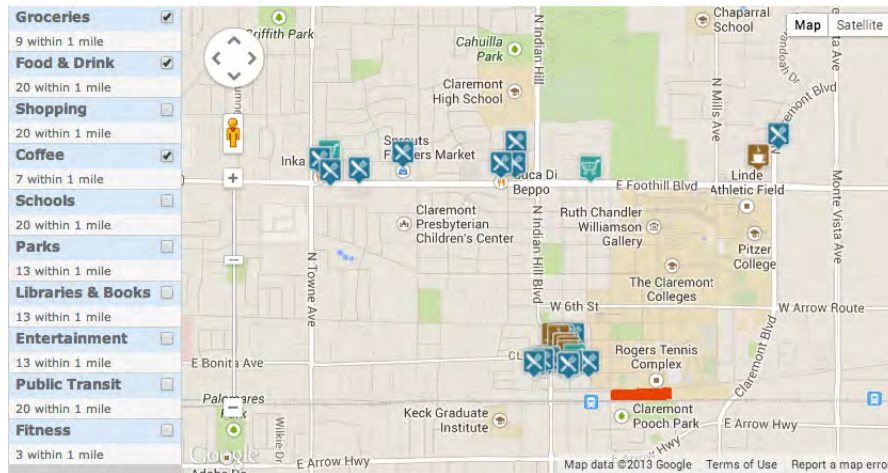 Groceries
9 within 1 mile
Food & Drink
20 within 1 mile
Shopping
20 within 1 mile
Coffee
7 within 1 mile
Schools
20 within 1 mile
Parks
13 within 1 mile
Libraries & Books
13 within 1 mile
Entertainment
13 within 1 mile
Public Transit
20 within 1 mile
Fitness
3 within 1 mile
Griffith Park
Cahuilla
Park
N Indian Hill
Chaparral
School
Map
Satellite
Claremont
High School
N Mills Ave
Claremont Blvd
Inka
Sprouts
Farmers Market
Buca Di
Beppo
E Foothill Blvd
Linde
Athletic Field
Claremont
Presbyterian
Children's Center
Ruth Chandler
Williamson
Gallery
Pitzer
College
Monte Vista Ave
N Towne Ave
N Indian Hill Blvd
The Claremont
Colleges
W 6th St
W Arrow Route
Claremont Blvd
E Bonita Ave
Rogers Tennis
Complex
Palomares
Park
Wilkie Dr
Keck Graduate
Institute
Claremont
Pooch Park
E Arrow Hwy
E Arrow Hwy
Google
Map data ©2013 Google
Terms of Use
Report a map erro